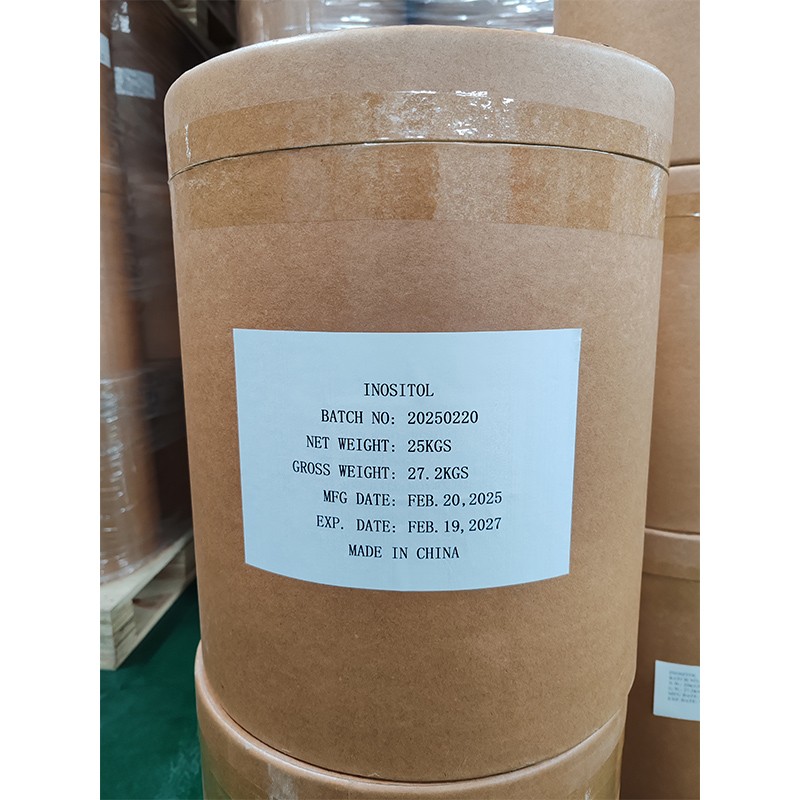 INOSITOL
BATCH NO: 20250220
NET WEIGHT: 25KGS
GROSS WEIGHT: 27.2KGS
MFG DATE: FEB.20,2025
EXP. DATE: FEB.19,2027
MADE IN CHINA
INOSITOL